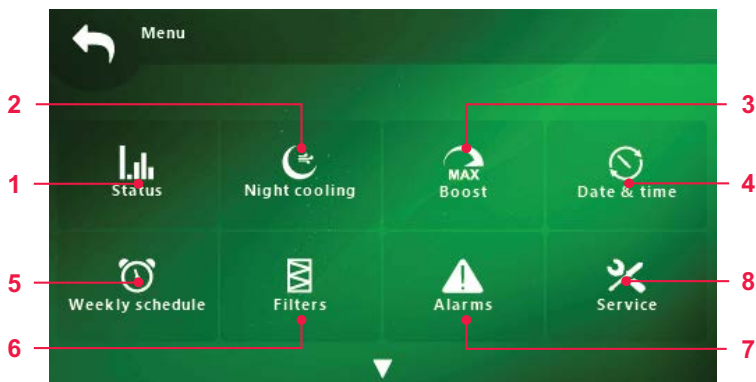 Menu
2
3
MAX
1
Status
Night cooling
Boost
Date & time
4
5
Weekly schedule
Filters
Alarms
Service
8
6
7